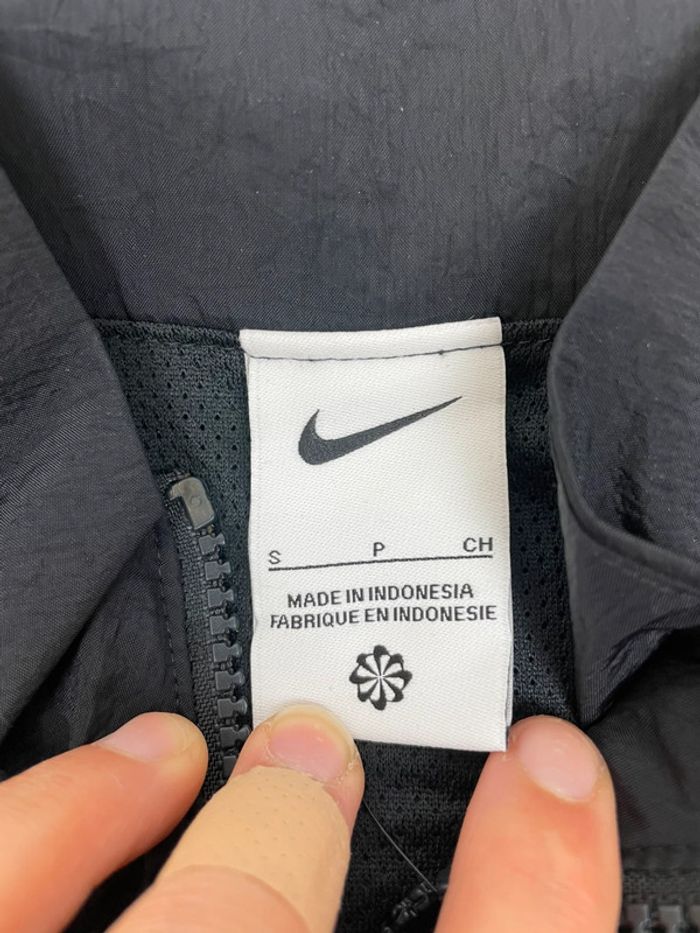 S P CH
MADE IN INDONESIA
FABRIQUE EN INDONESIE